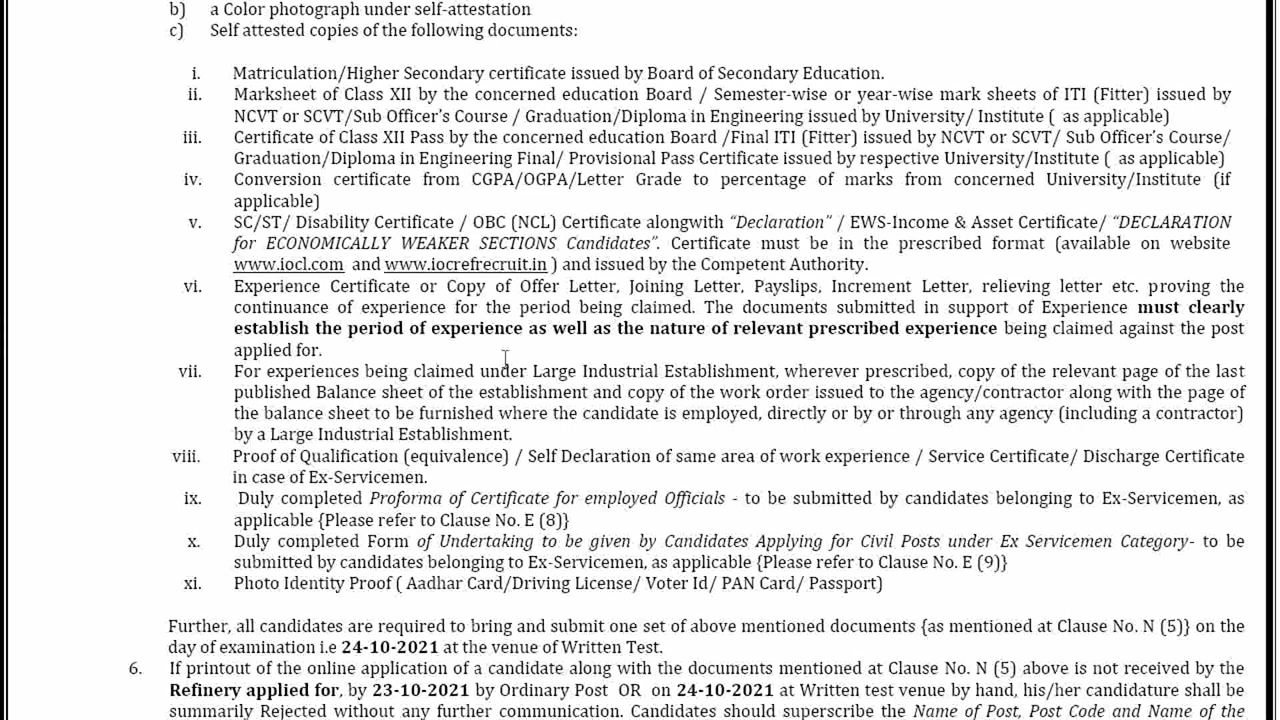 b) a Color photograph under self-attestation
c) Self attested copies of the following documents:
i. Matriculation/Higher Secondary certificate issued by Board of Secondary Education.
ii. Marksheet of Class XII by the concerned education Board / Semester-wise or year-wise mark sheets of ITI (Fitter) issued by
NCVT or SCVT/Sub Officer's Course / Graduation/Diploma in Engineering issued by University/ Institute ( as applicable)
iii. Certificate of Class XII Pass by the concerned education Board /Final ITI (Fitter) issued by NCVT or SCVT/ Sub Officer's Course/
Graduation/Diploma in Engineering Final/ Provisional Pass Certificate issued by respective University/Institute ( as applicable)
iv. Conversion certificate from CGPA/OGPA/Letter Grade to percentage of marks from concerned University/Institute (if
applicable)
v. SC/ST/ Disability Certificate / OBC (NCL) Certificate alongwith “Declaration” / EWS-Income & Asset Certificate/ “DECLARATION
for ECONOMICALLY WEAKER SECTIONS Candidates”. Certificate must be in the prescribed format (available on website
www.iocl.com and www.iocrefrecruit.in ) and issued by the Competent Authority.
vi. Experience Certificate or Copy of Offer Letter, Joining Letter, Payslips, Increment Letter, relieving letter etc. proving the
continuance of experience for the period being claimed. The documents submitted in support of Experience must clearly
establish the period of experience as well as the nature of relevant prescribed experience being claimed against the post
applied for.
vii. For experiences being claimed under Large Industrial Establishment, wherever prescribed, copy of the relevant page of the last
published Balance sheet of the establishment and copy of the work order issued to the agency/contractor along with the page of
the balance sheet to be furnished where the candidate is employed, directly or by or through any agency (including a contractor)
by a Large Industrial Establishment.
viii. Proof of Qualification (equivalence) / Self Declaration of same area of work experience / Service Certificate/ Discharge Certificate
in case of Ex-Servicemen.
ix. Duly completed Proforma of Certificate for employed Officials - to be submitted by candidates belonging to Ex-Servicemen, as
applicable {Please refer to Clause No. E (8)}
x. Duly completed Form of Undertaking to be given by Candidates Applying for Civil Posts under Ex Servicemen Category- to be
submitted by candidates belonging to Ex-Servicemen, as applicable {Please refer to Clause No. E (9)}
xi. Photo Identity Proof ( Aadhar Card/Driving License/ Voter Id/ PAN Card/ Passport)
Further, all candidates are required to bring and submit one set of above mentioned documents {as mentioned at Clause No. N (5)} on the
day of examination i.e 24-10-2021 at the venue of Written Test.
6. If printout of the online application of a candidate along with the documents mentioned at Clause No. N (5) above is not received by the
Refinery applied for, by 23-10-2021 by Ordinary Post OR on 24-10-2021 at Written test venue by hand, his/her candidature shall be
summarily Rejected without any further communication. Candidates should superscribe the Name of Post, Post Code and Name of the